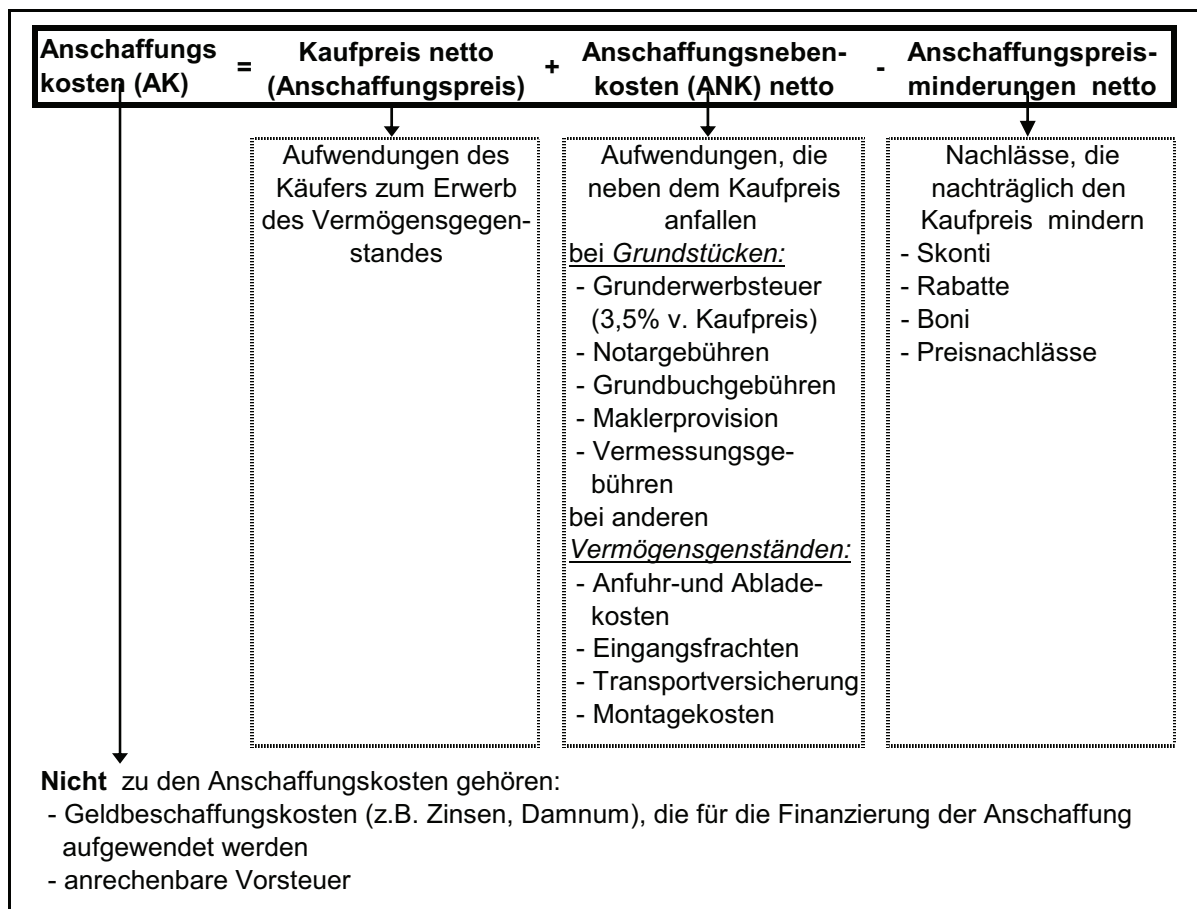 Anschaffungs
kosten (AK)
=
Kaufpreis netto
(Anschaffungspreis)
+
Anschaffungsneben-
kosten (ANK) netto
-
Anschaffungspreis-
minderungen netto
Aufwendungen des
Käufers zum Erwerb
des Vermögensgegen-
standes
Aufwendungen, die
neben dem Kaufpreis
anfallen
bei Grundstücken:
- Grunderwerbsteuer
(3,5% v. Kaufpreis)
- Notargebühren
- Grundbuchgebühren
- Maklerprovision
- Vermessungsge-
bühren
bei anderen
Vermögensgenständen:
- Anfuhr-und Ablade-
kosten
- Eingangsfrachten
- Transportversicherung
- Montagekosten
Nachlässe, die
nachträglich den
Kaufpreis mindern
- Skonti
- Rabatte
- Boni
- Preisnachlässe
Nicht zu den Anschaffungskosten gehören:
- Geldbeschaffungskosten (z.B. Zinsen, Damnum), die für die Finanzierung der Anschaffung
aufgewendet werden
- anrechenbare Vorsteuer